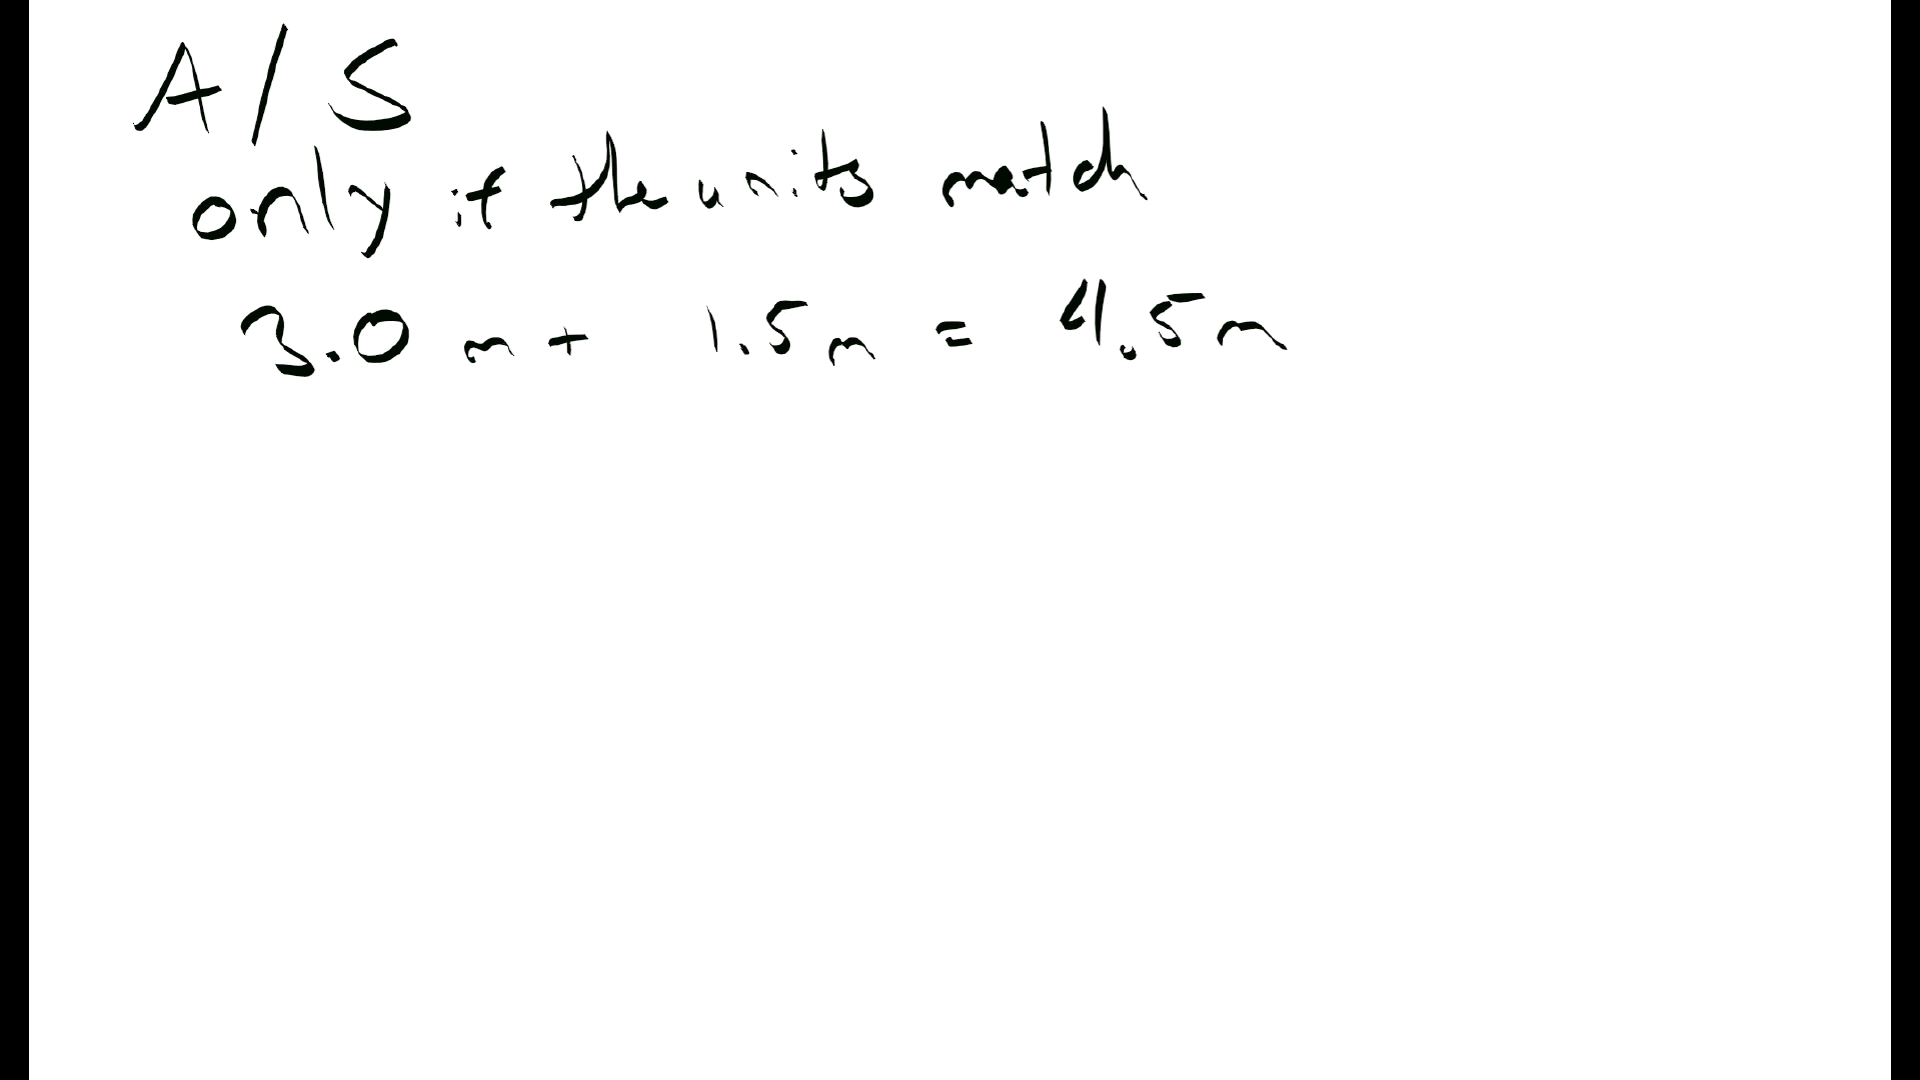 A/S
only if the units match
3.0 m + 1.5 m = 4.5 m